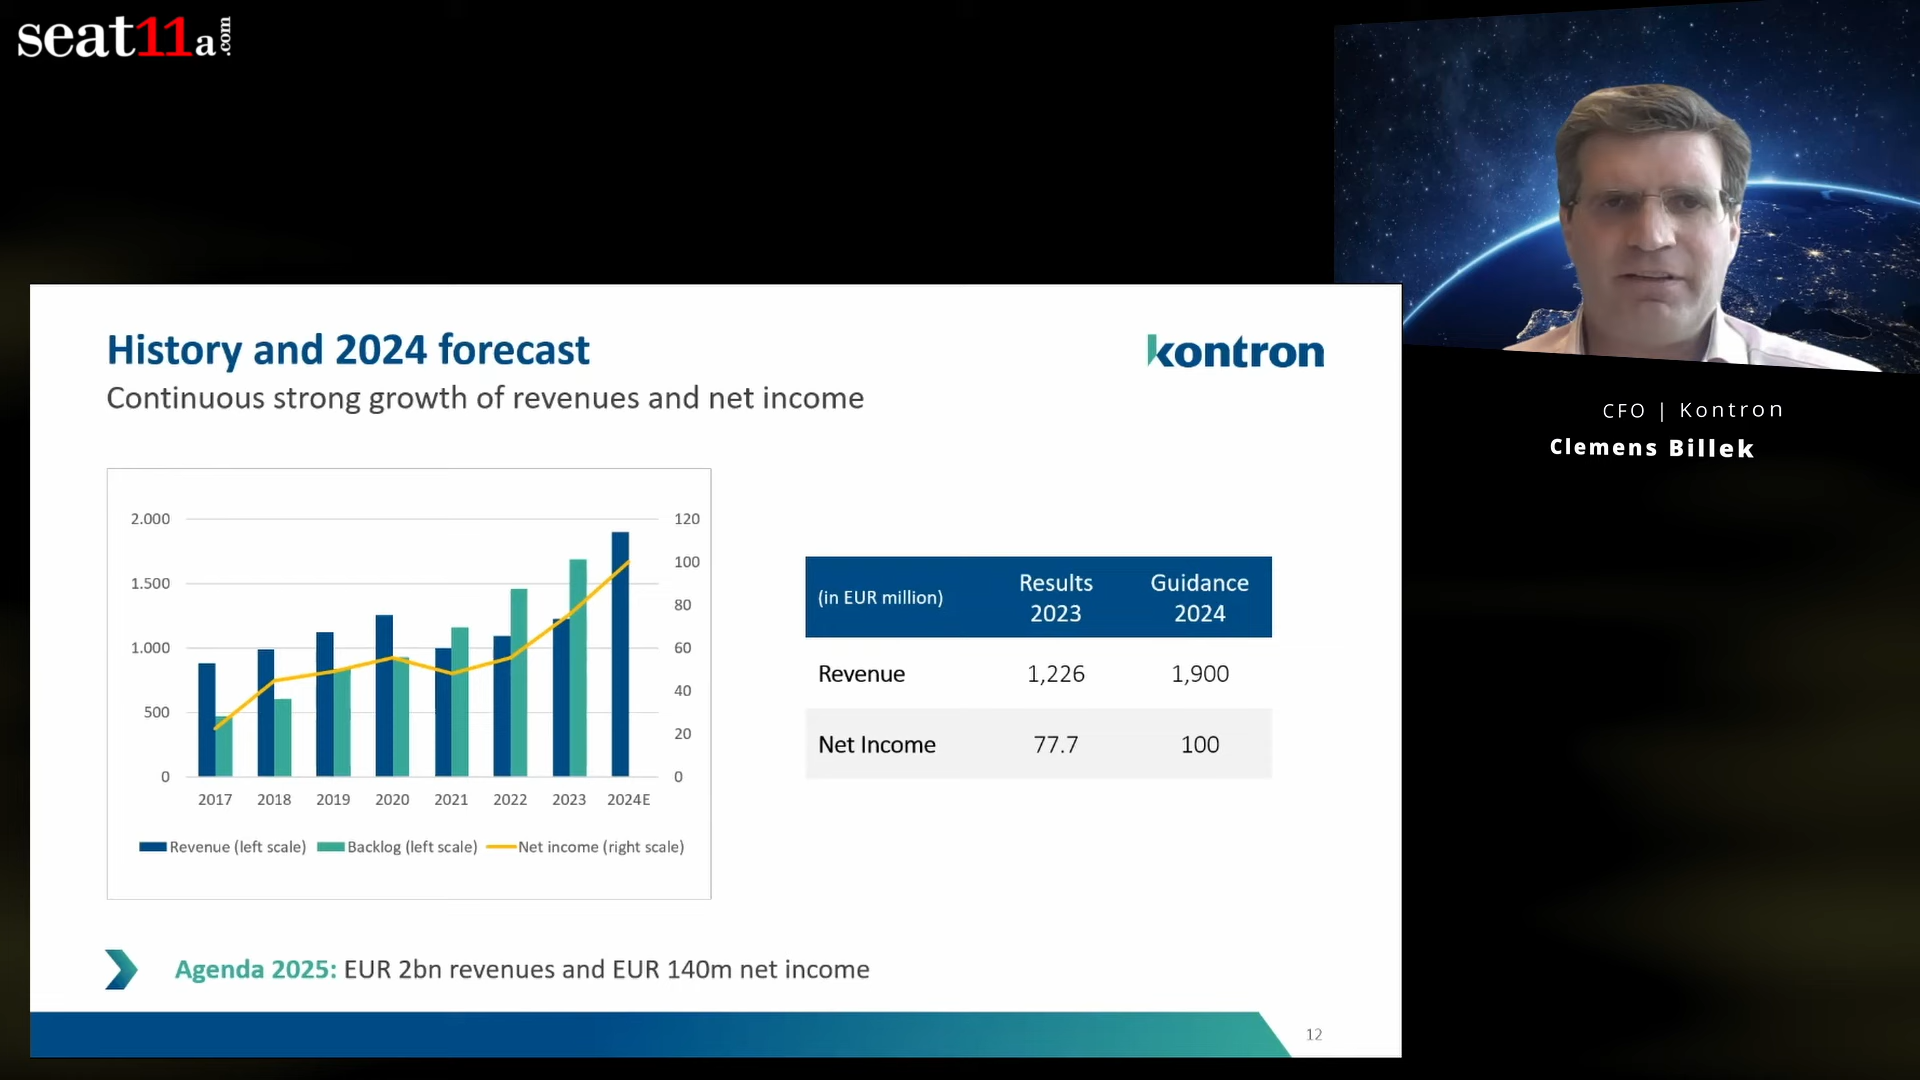 seat11a.com
CFO | Kontron
Clemens Billek
History and 2024 forecast
kontron
Continuous strong growth of revenues and net income
2.000
1.500
1.000
500
0
120
100
80
60
40
20
0
2017 2018 2019 2020 2021 2022 2023 2024E
Revenue (left scale) Backlog (left scale) Net income (right scale)
(in EUR million) Results 2023 Guidance 2024
Revenue 1,226 1,900
Net Income 77.7 100
Agenda 2025: EUR 2bn revenues and EUR 140m net income
12